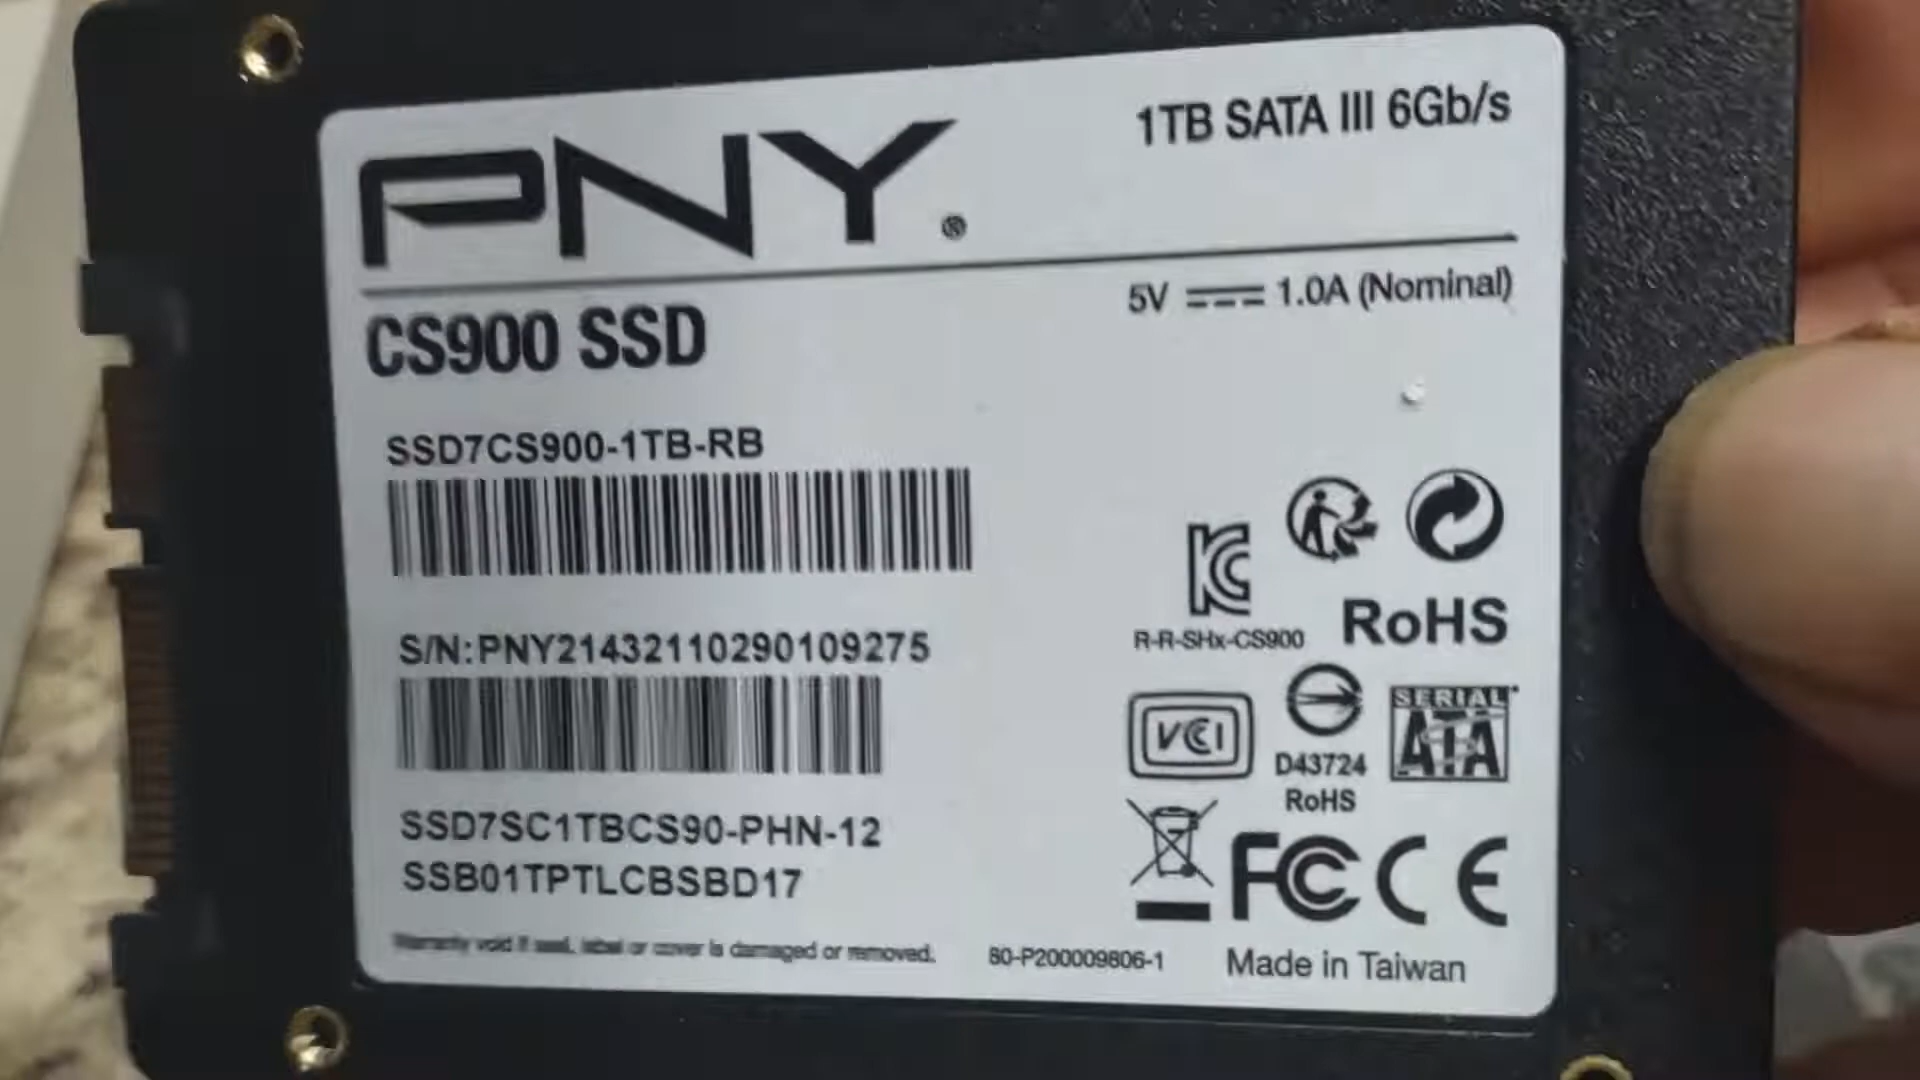 PNY®
1TB SATA III 6Gb/s
5V 1.0A (Nominal)
CS900 SSD
SSD7CS900-1TB-RB
S/N:PNY21432110290109275
R-R-SHx-CS900
RoHS
VCCI
D43724
RoHS
SERIAL
ATA
SSD7SC1TBCS90-PHN-12
SSB01TPTLCBSBD17
FC CE
Warranty void if seal, label or cover is damaged or removed.
80-P200009806-1
Made in Taiwan